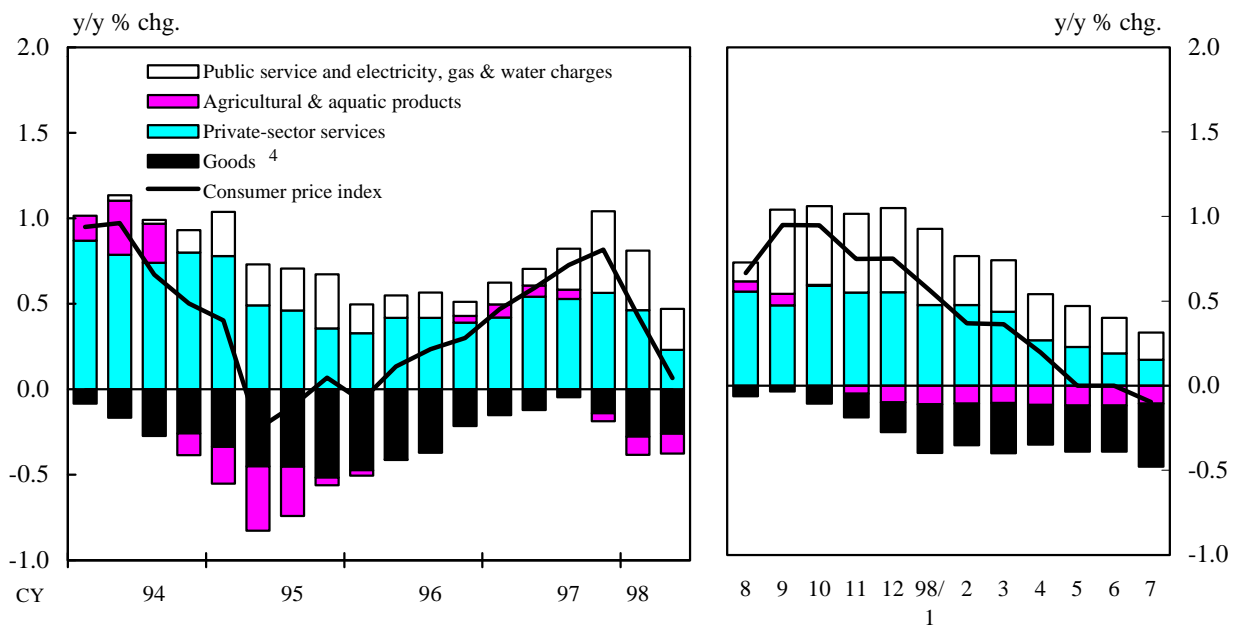 y/y % chg.
y/y % chg.
2.0
1.5
1.0
0.5
0.0
-0.5
-1.0
Public service and electricity, gas & water charges
Agricultural & aquatic products
Private-sector services
Goods 4
Consumer price index
2.0
1.5
1.0
0.5
0.0
-0.5
-1.0
CY 94 95 96 97 98
8 9 10 11 12 98/ 2 3 4 5 6 7
1